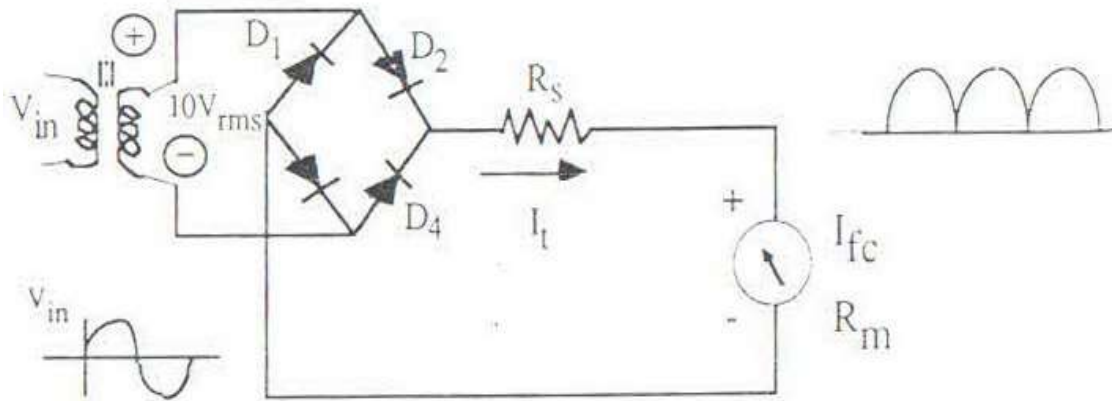 +
D1
D2
Vin
10Vrms
Rs
−
D4
It
+
-
Ifc
Rm
Vin